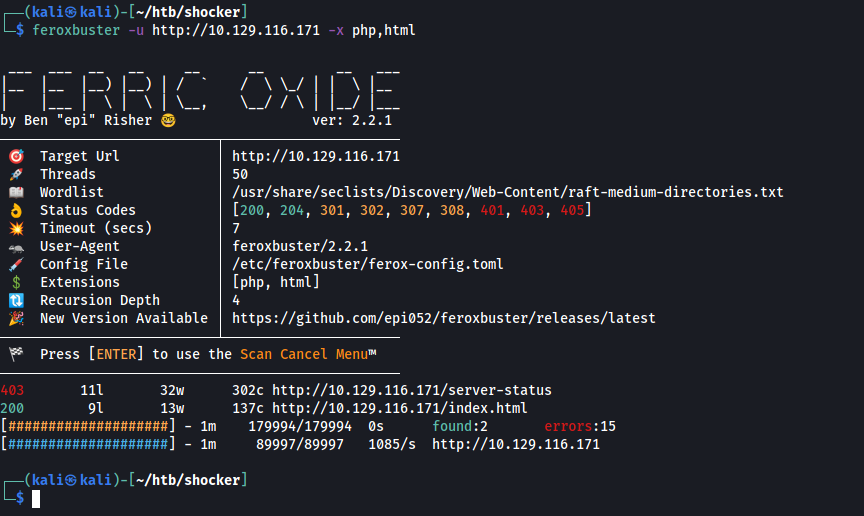 (kali㉿kali)-[~/htb/shocker]
$ feroxbuster -u http://10.129.116.171 -x php,html
FERRIC OXIDE
by Ben "epi" Risher 🤓 ver: 2.2.1
🎯 Target Url │ http://10.129.116.171
🚀 Threads │ 50
📖 Wordlist │ /usr/share/seclists/Discovery/Web-Content/raft-medium-directories.txt
👌 Status Codes │ [200, 204, 301, 302, 307, 308, 401, 403, 405]
💥 Timeout (secs) │ 7
🦡 User-Agent │ feroxbuster/2.2.1
💉 Config File │ /etc/feroxbuster/ferox-config.toml
💲 Extensions │ [php, html]
🔃 Recursion Depth │ 4
🎉 New Version Available │ https://github.com/epi052/feroxbuster/releases/latest
🏁 Press [ENTER] to use the Scan Cancel Menu™
403 11l 32w 302c http://10.129.116.171/server-status
200 9l 13w 137c http://10.129.116.171/index.html
[####################] - 1m 179994/179994 0s found:2 errors:15
[####################] - 1m 89997/89997 1085/s http://10.129.116.171
(kali㉿kali)-[~/htb/shocker]
$